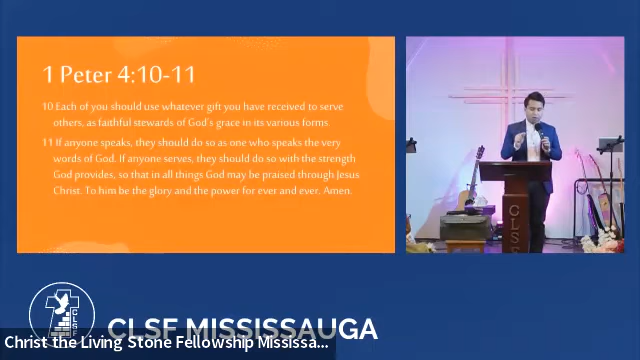 1 Peter 4:10-11
10 Each of you should use whatever gift you have received to serve
others, as faithful stewards of God's grace in its various forms.
11 If anyone speaks, they should do so as one who speaks the very
words of God. If anyone serves, they should do so with the strength
God provides, so that in all things God may be praised through Jesus
Christ. To him be the glory and the power for ever and ever. Amen.
CLSF
CLSF
CLSF MISSISSAUGA
Christ the Living Stone Fellowship Mississa...